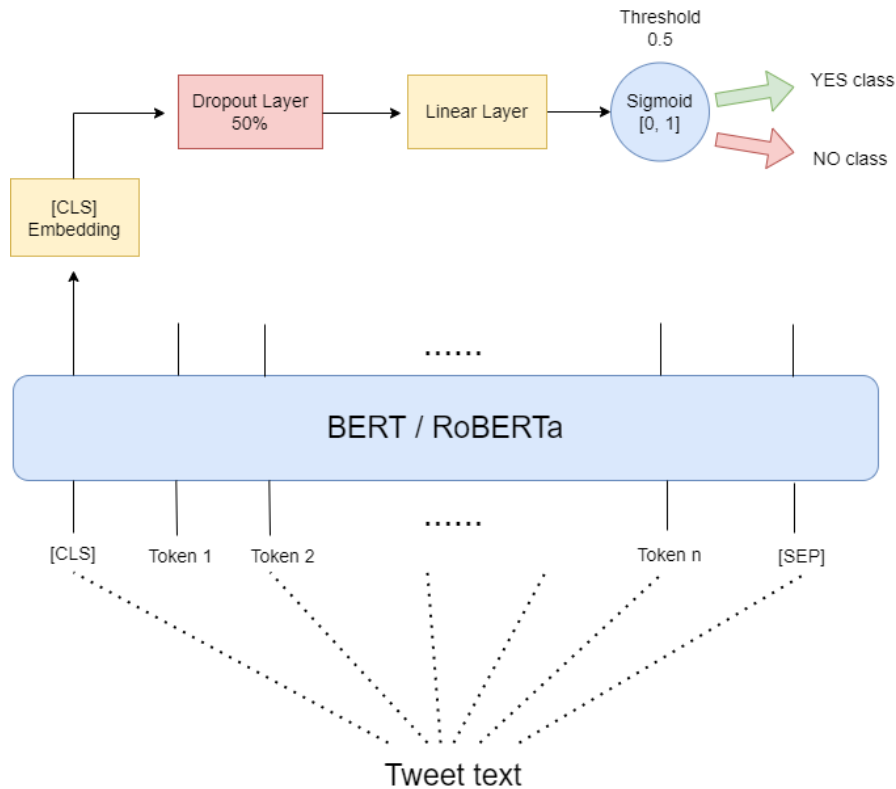 Threshold
0.5
Dropout Layer
50%
Linear Layer
Sigmoid
[0, 1]
YES class
NO class
[CLS]
Embedding
......
BERT / RoBERTa
......
[CLS]
Token 1
Token 2
Token n
[SEP]
Tweet text